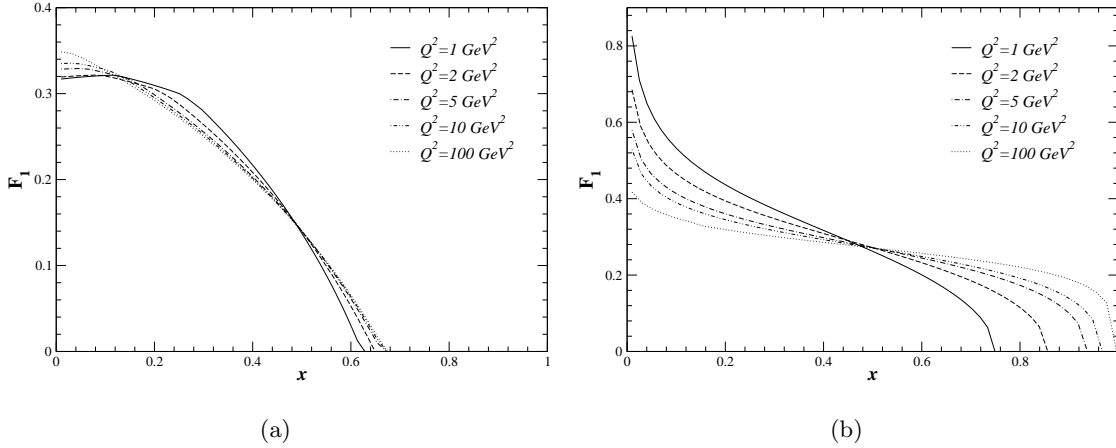 0.4
0.3
0.2
0.1
0
F₁
Q²=1 GeV²
Q²=2 GeV²
Q²=5 GeV²
Q²=10 GeV²
Q²=100 GeV²
0 0.2 0.4 0.6 0.8 1
x
(a)
0.8
0.6
0.4
0.2
0
F₁
Q²=1 GeV²
Q²=2 GeV²
Q²=5 GeV²
Q²=10 GeV²
Q²=100 GeV²
0 0.2 0.4 0.6 0.8
x
(b)